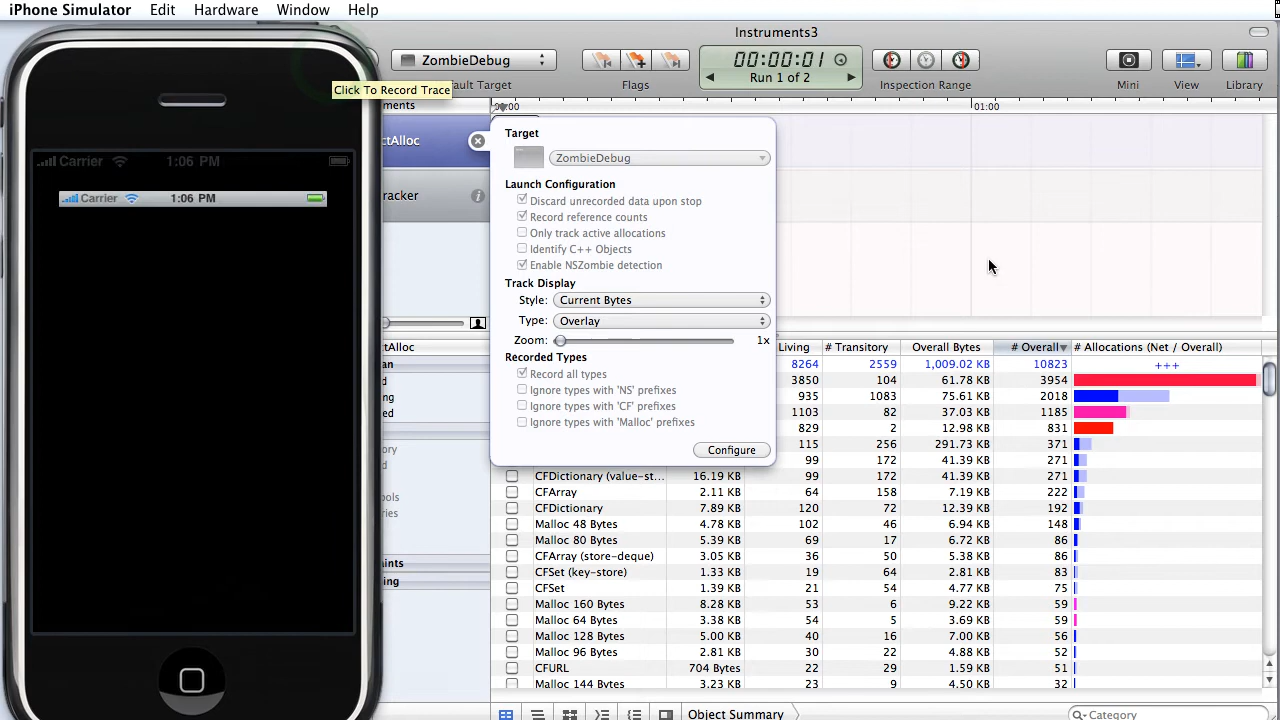 iPhone Simulator Edit Hardware Window Help
Instruments3
ZombieDebug
00:00:01
Run 1 of 2
Click To Record Trace
fault Target
Flags
Inspection Range
Mini
View
Library
ments
00:00
01:00
ctAlloc
racker
Carrier 1:06 PM
Carrier 1:06 PM
Target
ZombieDebug
Launch Configuration
Discard unrecorded data upon stop
Record reference counts
Only track active allocations
Identify C++ Objects
Enable NSZombie detection
Track Display
Style: Current Bytes
Type: Overlay
Zoom: 1x
Recorded Types
Record all types
Ignore types with 'NS' prefixes
Ignore types with 'CF' prefixes
Ignore types with 'Malloc' prefixes
Configure
ctAlloc
an
d
ng
ed
ory
ols
ries
ints
ing
Living # Transitory Overall Bytes # Overall # Allocations (Net / Overall)
8264 2559 1,009.02 KB 10823 +++
3850 104 61.78 KB 3954
935 1083 75.61 KB 2018
1103 82 37.03 KB 1185
829 2 12.98 KB 831
115 256 291.73 KB 371
99 172 41.39 KB 271
CFDictionary (value-st... 16.19 KB 99 172 41.39 KB 271
CFArray 2.11 KB 64 158 7.19 KB 222
CFDictionary 7.89 KB 120 72 12.39 KB 192
Malloc 48 Bytes 4.78 KB 102 46 6.94 KB 148
Malloc 80 Bytes 5.39 KB 69 17 6.72 KB 86
CFArray (store-deque) 3.05 KB 36 50 5.38 KB 86
CFSet (key-store) 1.33 KB 19 64 2.81 KB 83
CFSet 1.39 KB 21 54 4.77 KB 75
Malloc 160 Bytes 8.28 KB 53 6 9.22 KB 59
Malloc 64 Bytes 3.38 KB 54 5 3.69 KB 59
Malloc 128 Bytes 5.00 KB 40 16 7.00 KB 56
Malloc 96 Bytes 2.81 KB 30 22 4.88 KB 52
CFURL 704 Bytes 22 29 1.59 KB 51
Malloc 144 Bytes 3.23 KB 23 9 4.50 KB 32
Object Summary
Category